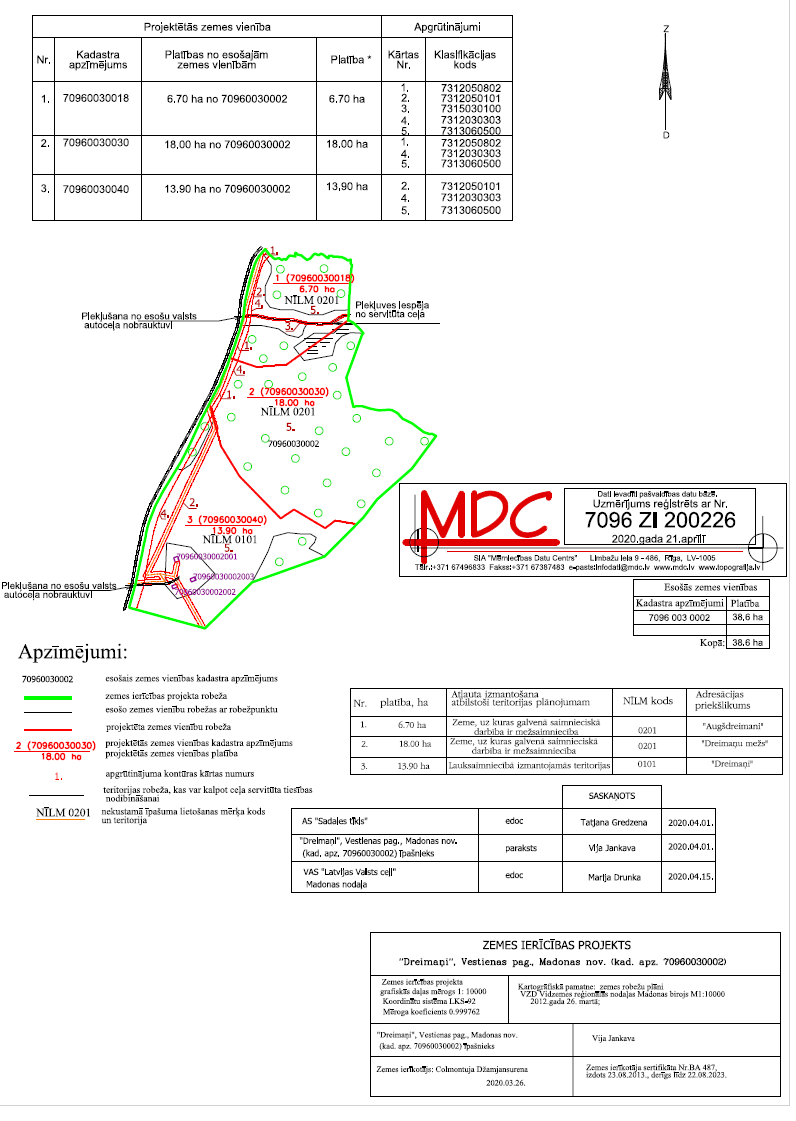 Projektētās zemes vienība
Apgrūtinājumi
Nr.
Kadastra apzīmējums
Platības no esošajām zemes vienībām
Platība *
Kārtas Nr.
Klasifikācijas kods
1. 70960030018 6.70 ha no 70960030002 6.70 ha
1. 7312050802
2. 7312050101
3. 7315030100
4. 7312030303
5. 7313060500
2. 70960030030 18,00 ha no 70960030002 18.00 ha
1. 7312050802
4. 7312030303
5. 7313060500
3. 70960030040 13.90 ha no 70960030002 13,90 ha
2. 7312050101
4. 7312030303
5. 7313060500
Z
D
1.
1 (70960030018)
6.70 ha
NĪLM 0201
2.
4.
5.
3.
Piekļušana no esošu valsts
autoceļa nobrauktuvi
Piekļuves iespēja
no servitūta ceļa
1.
4.
1.
2 (70960030030)
18.00 ha
NĪLM 0201
5.
70960030002
2.
4.
3 (70960030040)
13.90 ha
NĪLM 0101
5.
70960030002001
70960030002003
70960030002002
Piekļušana no esošu valsts
autoceļa nobrauktuvi
MDC
Dati ievadīti pašvaldības datu bāzē.
Uzmērījums reģistrēts ar Nr.
7096 ZI 200226
2020.gada 21.aprīlī
SIA "Mērniecības Datu Centrs" Limbažu iela 9 - 486, Rīga, LV-1005
Tālr.:+371 67496833 Fakss:+371 67387483 e-pasts:infodati@mdc.lv www.mdc.lv www.topografija.lv
Esošās zemes vienības
Kadastra apzīmējumi Platība
7096 003 0002 38,6 ha
Kopā: 38.6 ha
Apzīmējumi:
70960030002 esošais zemes vienības kadastra apzīmējums
zemes ierīcības projekta robeža
esošo zemes vienību robežas ar robežpunktu
projektēta zemes vienību robeža
2 (70960030030) projektētās zemes vienības kadastra apzīmējums
18.00 ha projektētās zemes vienības platība
1. apgrūtinājuma kontūras kārtas numurs
teritorijas robeža, kas var kalpot ceļa servitūta tiesības
nodibināšanai
NĪLM 0201 nekustamā īpašuma lietošanas mērķa kods
un teritorija
Nr.
platība, ha
Atļauta izmantošana
atbilstoši teritorijas plānojumam
NĪLM kods
Adresācijas
priekšlikums
1. 6.70 ha Zeme, uz kuras galvenā saimnieciskā
darbība ir mežsaimniecība 0201 "Augšdreimaņi"
2. 18.00 ha Zeme, uz kuras galvenā saimnieciskā
darbība ir mežsaimniecība 0201 "Dreimaņu mežs"
3. 13.90 ha Lauksaimniecībā izmantojamās teritorijas 0101 "Dreimaņi"
SASKAŅOTS
AS "Sadales tīkls" edoc Tatjana Gredzena 2020.04.01.
"Dreimaņi", Vestienas pag., Madonas nov.
(kad. apz. 70960030002) īpašnieks paraksts Vija Jankava 2020.04.01.
VAS "Latvijas Valsts ceļi"
Madonas nodaļa edoc Marija Drunka 2020.04.15.
ZEMES IERĪCĪBAS PROJEKTS
"Dreimaņi", Vestienas pag., Madonas nov. (kad. apz. 70960030002)
Zemes ierīcības projekta
grafiskās daļas mērogs 1: 10000
Koordinātu sistēma LKS-92
Mēroga koeficients 0.999762
Kartogrāfiskā pamatne: zemes robežu plāni
VZD Vidzemes reģionālās nodaļas Madonas birojs M1:10000
2012.gada 26. martā;
"Dreimaņi", Vestienas pag., Madonas nov.
(kad. apz. 70960030002) īpašnieks
Vija Jankava
Zemes ierīkotājs: Colmontuja Džamjansurena
2020.03.26.
Zemes ierīkotāja sertifikāta Nr.BA 487,
izdots 23.08.2013., derīgs līdz 22.08.2023.